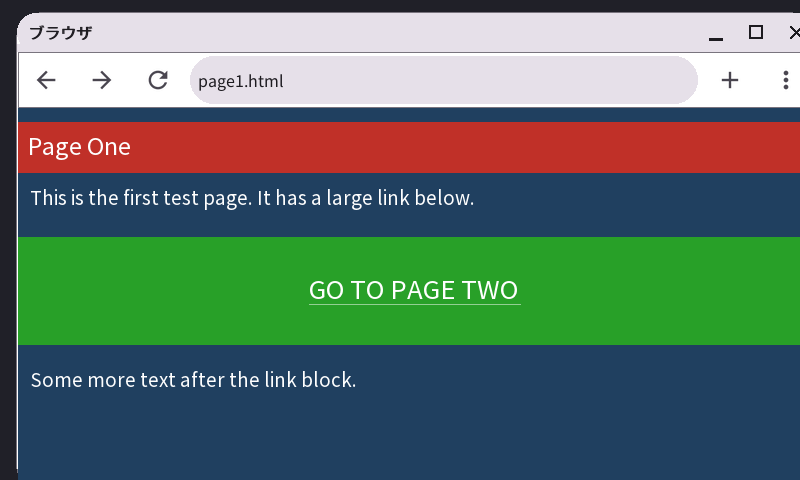 ブラウザ
page1.html
Page One
This is the first test page. It has a large link below.
GO TO PAGE TWO
Some more text after the link block.